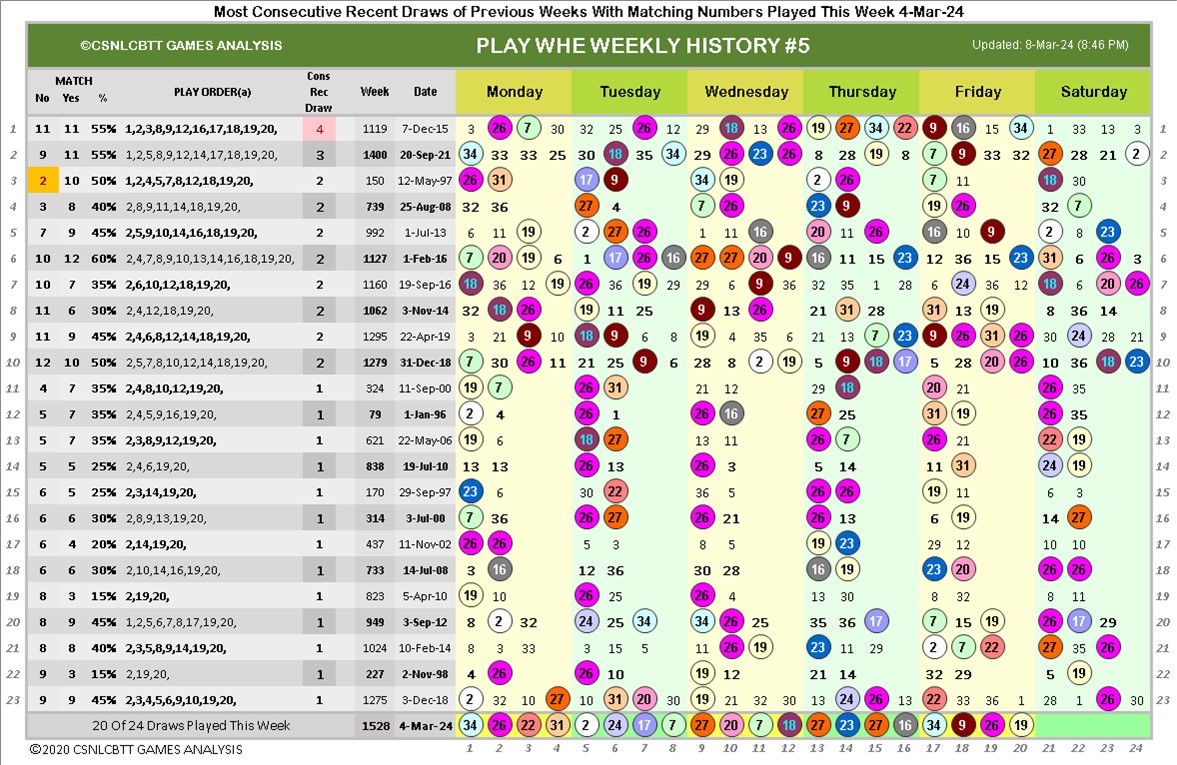 Most Consecutive Recent Draws of Previous Weeks With Matching Numbers Played This Week 4-Mar-24
©CSNLCBTT GAMES ANALYSIS PLAY WHE WEEKLY HISTORY #5 Updated: 8-Mar-24 (8:46 PM)
No MATCH Yes % PLAY ORDER(a) Cons Rec Draw Week Date Monday Tuesday Wednesday Thursday Friday Saturday
1 11 11 55% 1,2,3,8,9,12,16,17,18,19,20, 4 1119 7-Dec-15 3 26 7 30 32 25 26 12 29 18 13 26 19 27 34 22 9 16 15 34 1 35 13 3 1
2 9 11 55% 1,2,5,8,9,13,14,17,18,19,20, 3 1400 20-Sep-21 34 33 33 25 30 18 35 34 29 26 23 26 8 28 19 8 7 9 33 32 27 28 21 2 2
3 2 10 50% 1,2,4,5,7,8,12,18,19,20, 2 150 12-May-97 26 31 17 9 34 19 2 26 7 11 18 30 3
4 3 8 40% 2,8,9,11,14,18,19,20, 2 739 25-Aug-08 32 36 27 4 7 26 23 9 19 26 32 7 4
5 7 9 45% 2,5,9,10,14,16,18,19,20, 2 992 1-Jul-13 6 11 19 2 27 26 1 11 16 20 11 26 16 10 9 2 8 23 5
6 10 12 60% 2,4,7,8,9,10,13,14,16,18,19,20, 2 1127 1-Feb-16 7 20 19 6 1 17 26 16 27 27 20 9 16 11 15 23 12 36 15 23 31 6 26 3 6
7 10 7 35% 2,6,10,12,18,19,20, 2 1160 19-Sep-16 18 36 12 19 26 36 19 29 29 6 9 36 32 35 1 28 6 24 36 12 18 6 20 26 7
8 11 6 30% 2,4,12,18,19,20, 2 1062 3-Nov-14 32 18 26 19 11 25 9 13 26 21 31 28 31 13 19 8 36 14 8
9 11 9 45% 2,4,6,8,12,14,18,19,20, 2 1295 22-Apr-19 3 21 9 10 18 9 6 8 19 4 35 6 21 13 7 23 9 26 31 26 30 24 28 21 9
10 12 10 50% 2,5,7,8,10,12,14,18,19,20, 2 1279 31-Dec-18 7 30 26 11 21 25 9 6 28 8 2 19 5 9 18 17 5 28 20 26 10 36 18 23 10
11 4 7 35% 2,4,8,10,12,19,20, 1 324 11-Sep-00 19 7 26 31 21 12 29 18 20 21 26 35 11
12 5 7 35% 2,4,5,9,16,19,20, 1 79 1-Jan-96 2 4 26 1 26 16 27 25 31 19 26 35 12
13 5 7 35% 2,3,8,9,12,19,20, 1 621 22-May-06 19 6 18 27 13 11 26 7 26 21 22 19 13
14 5 5 25% 2,4,6,19,20, 1 838 19-Jul-10 13 13 26 13 26 3 5 14 11 31 24 19 14
15 6 5 25% 2,3,14,19,20, 1 170 29-Sep-97 23 6 30 22 36 5 26 26 19 11 6 3 15
16 6 6 30% 2,8,9,13,19,20, 1 314 3-Jul-00 7 36 26 27 26 21 26 13 6 19 14 27 16
17 6 4 20% 2,14,19,20, 1 437 11-Nov-02 26 26 5 3 8 5 19 23 29 12 10 10 17
18 6 6 30% 2,10,14,16,19,20, 1 733 14-Jul-08 3 16 12 36 30 28 16 19 23 20 26 26 18
19 8 3 15% 2,19,20, 1 823 5-Apr-10 19 10 26 25 26 4 13 30 8 32 8 11 19
20 8 9 45% 1,2,5,6,7,8,17,19,20, 1 949 3-Sep-12 8 2 32 24 25 34 34 26 25 35 36 17 7 15 19 26 17 29 20
21 8 8 40% 2,3,5,8,9,14,19,20, 1 1024 10-Feb-14 8 3 33 3 15 5 11 26 19 23 11 29 2 7 22 27 35 26 21
22 9 3 15% 2,19,20, 1 227 2-Nov-98 4 26 26 10 19 12 21 14 32 29 5 19 22
23 9 9 45% 2,3,4,5,6,9,10,19,20, 1 1275 3-Dec-18 2 32 10 27 10 31 20 30 19 21 32 30 13 24 26 13 22 33 36 1 28 1 26 30 23
20 Of 24 Draws Played This Week 1528 4-Mar-24 34 26 22 31 2 24 17 7 27 20 7 18 27 23 27 16 34 9 26 19
©2020 CSNLCBTT GAMES ANALYSIS 1 2 3 4 5 6 7 8 9 10 11 12 13 14 15 16 17 18 19 20 21 22 23 24